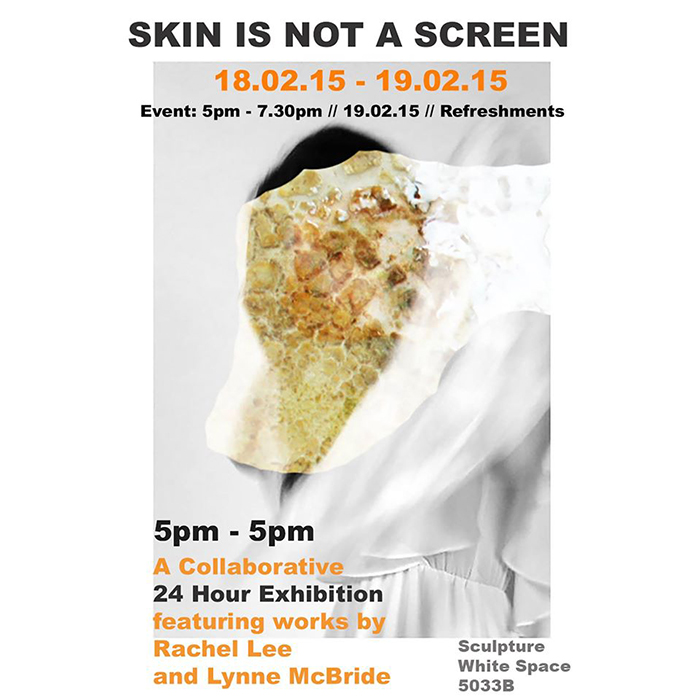 SKIN IS NOT A SCREEN
18.02.15 - 19.02.15
Event: 5pm - 7.30pm // 19.02.15 // Refreshments
5pm - 5pm
A Collaborative
24 Hour Exhibition
featuring works by
Rachel Lee
and Lynne McBride
Sculpture
White Space
5033B